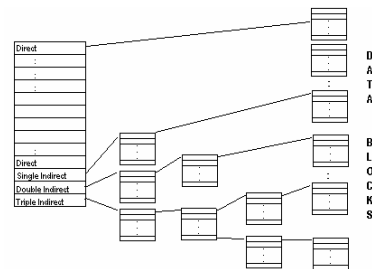 Direct
:
:
:
:
Direct
Single Indirect
Double Indirect
Triple Indirect
D
A
T
A
B
L
O
C
K
S